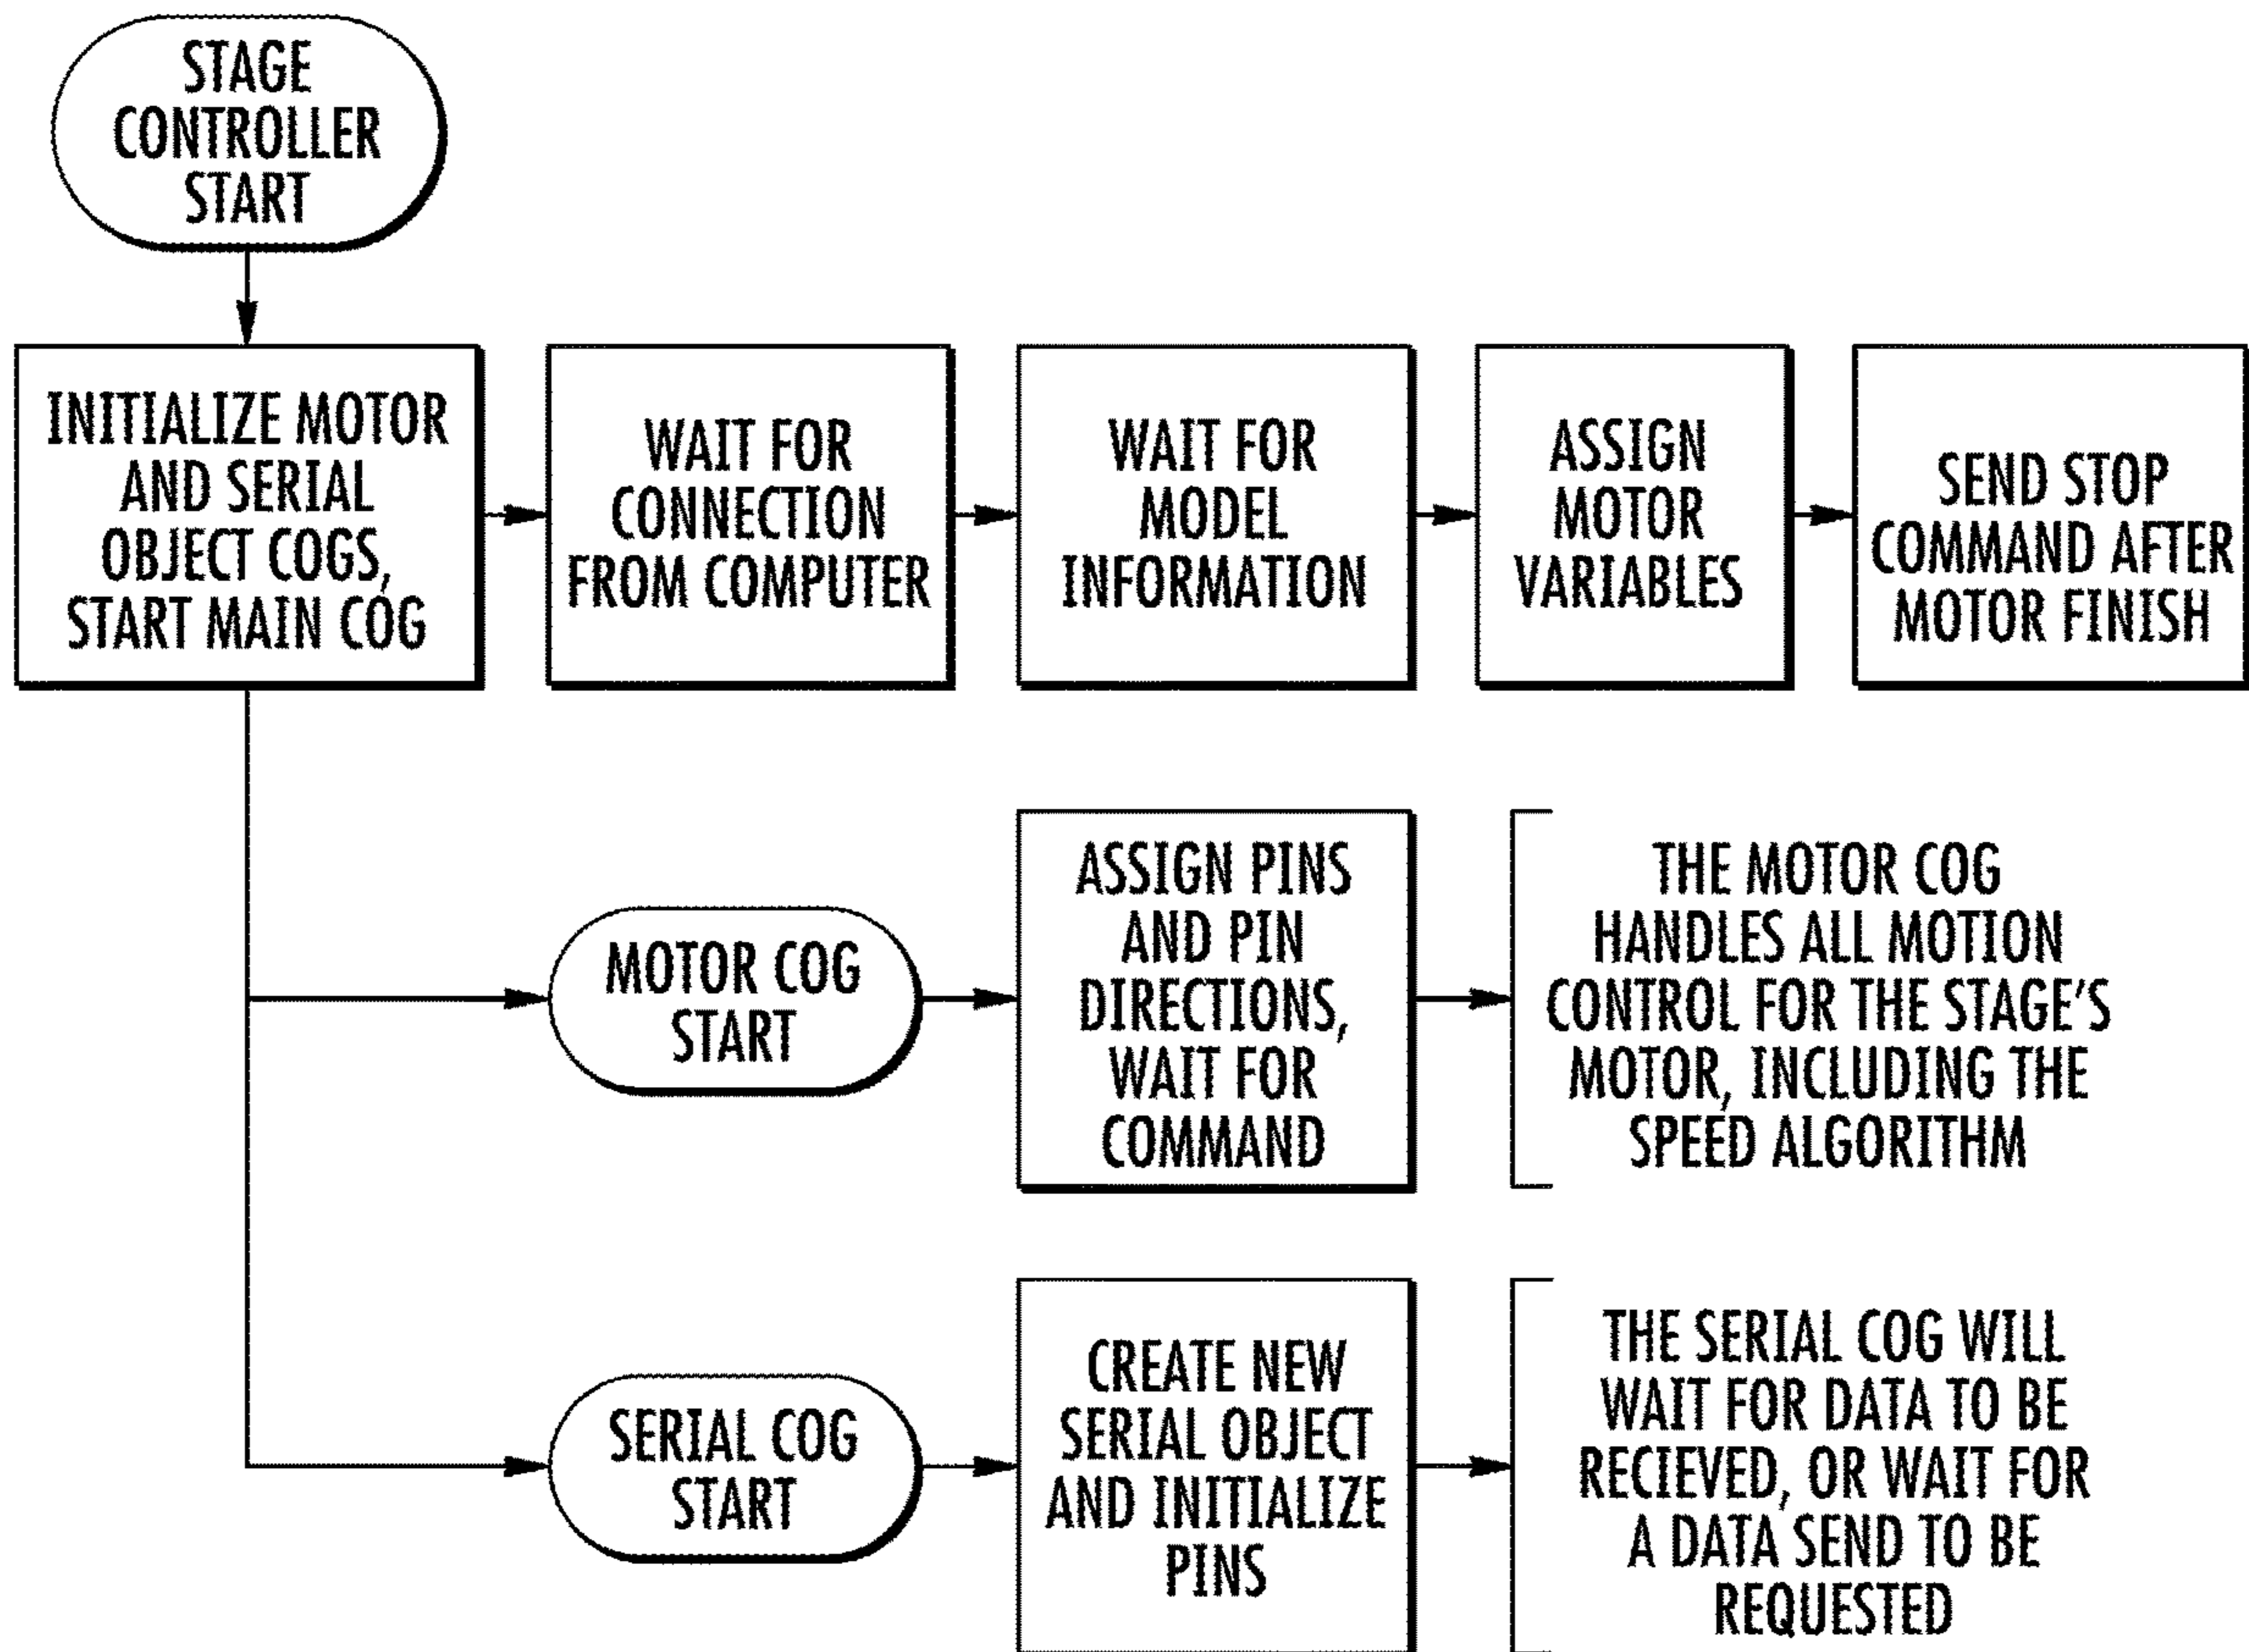 STAGE
CONTROLLER
START
INITIALIZE MOTOR
AND SERIAL
OBJECT COGS,
START MAIN COG
WAIT FOR
CONNECTION
FROM COMPUTER
WAIT FOR
MODEL
INFORMATION
ASSIGN
MOTOR
VARIABLES
SEND STOP
COMMAND AFTER
MOTOR FINISH
MOTOR COG
START
ASSIGN PINS
AND PIN
DIRECTIONS,
WAIT FOR
COMMAND
THE MOTOR COG
HANDLES ALL MOTION
CONTROL FOR THE STAGE'S
MOTOR, INCLUDING THE
SPEED ALGORITHM
SERIAL COG
START
CREATE NEW
SERIAL OBJECT
AND INITIALIZE
PINS
THE SERIAL COG WILL
WAIT FOR DATA TO BE
RECIEVED, OR WAIT FOR
A DATA SEND TO BE
REQUESTED